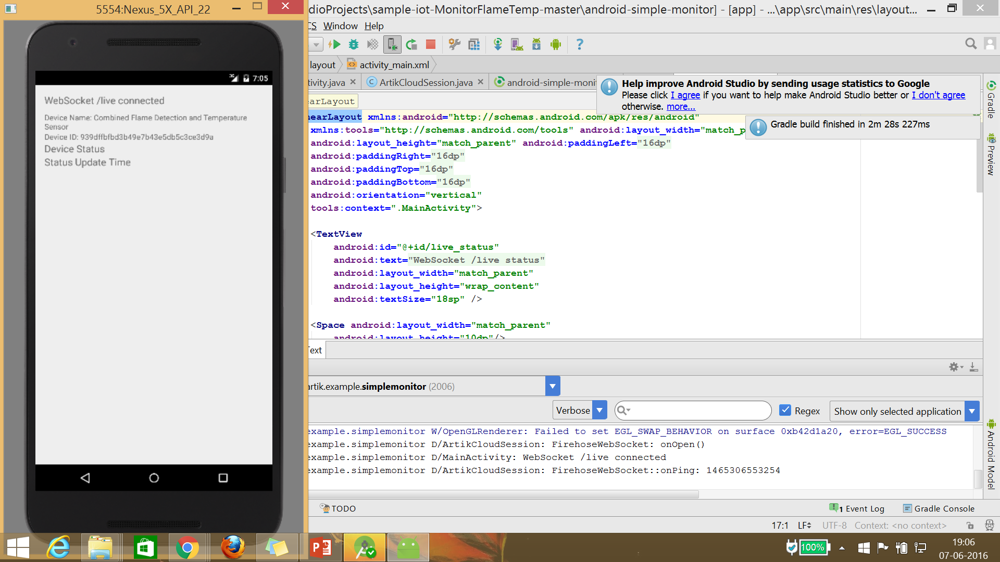 5554:Nexus_5X_API_22
7:05
WebSocket /live connected
Device Name: Combined Flame Detection and Temperature
Sensor
Device ID: 939dffbfbd3b49e7b43e5db5c3ce3d9a
Device Status
Status Update Time
dioProjects\sample-iot-MonitorFlameTemp-master\android-simple-monitor] - [app] - ...\app\src\main\res\layout...
CS Window Help
layout activity_main.xml
tivity.java ArtikCloudSession.java android-simple-monit
Help improve Android Studio by sending usage statistics to Google
Please click I agree if you want to help make Android Studio better or I don't agree
otherwise. more...
Gradle build finished in 2m 28s 227ms
earLayout
nearLayout xmlns:android="http://schemas.android.com/apk/res/android"
xmlns:tools="http://schemas.android.com/tools" android:layout_width="match_p
android:layout_height="match_parent" android:paddingLeft="16dp"
android:paddingRight="16dp"
android:paddingTop="16dp"
android:paddingBottom="16dp"
android:orientation="vertical"
tools:context=".MainActivity">
<TextView
android:id="@+id/live_status"
android:text="WebSocket /live status"
android:layout_width="match_parent"
android:layout_height="wrap_content"
android:textSize="18sp" />
<Space android:layout_width="match_parent"
android:layout_height="10dp"/>
Text
Gradle
Preview
Android Model
artik.example.simplemonitor (2006)
Verbose
Regex
Show only selected application
example.simplemonitor W/OpenGLRenderer: Failed to set EGL_SWAP_BEHAVIOR on surface 0xb42d1a20, error=EGL_SUCCESS
example.simplemonitor D/ArtikCloudSession: FirehoseWebSocket: onOpen()
example.simplemonitor D/MainActivity: WebSocket /live connected
example.simplemonitor D/ArtikCloudSession: FirehoseWebSocket::onPing: 1465306553254
TODO
1 Event Log
Gradle Console
17:1 LF UTF-8 Context: <no context>
100%
19:06
07-06-2016